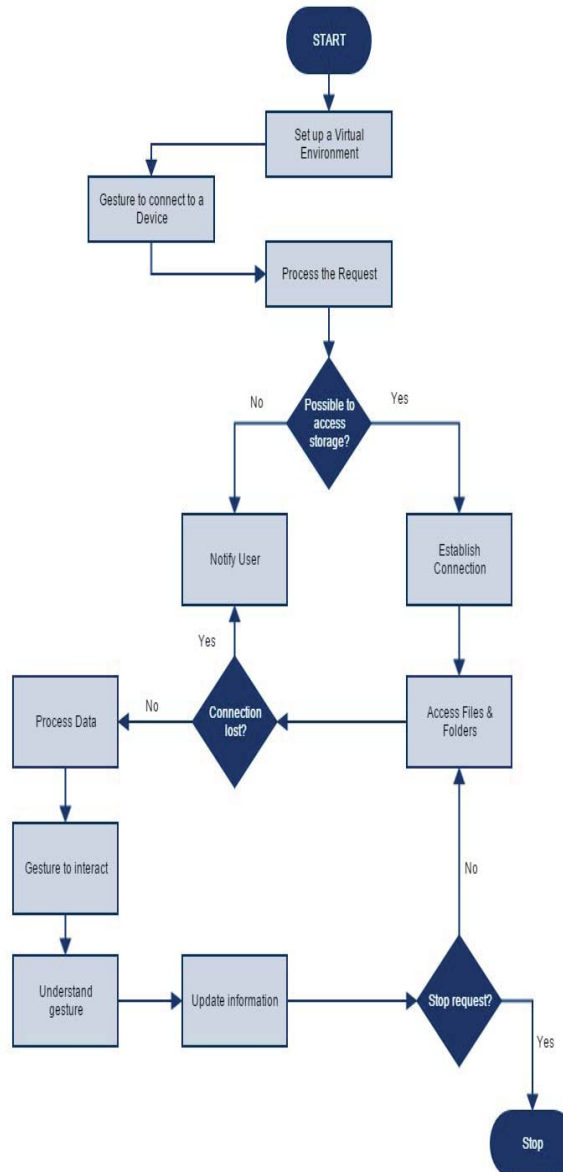 START
Set up a Virtual
Environment
Gesture to connect to a
Device
Process the Request
Possible to
access
storage?
No
Yes
Notify User
Establish
Connection
Yes
Connection
lost?
No
Process Data
Access Files &
Folders
Gesture to interact
No
Understand
gesture
Update information
Stop request?
Yes
Stop